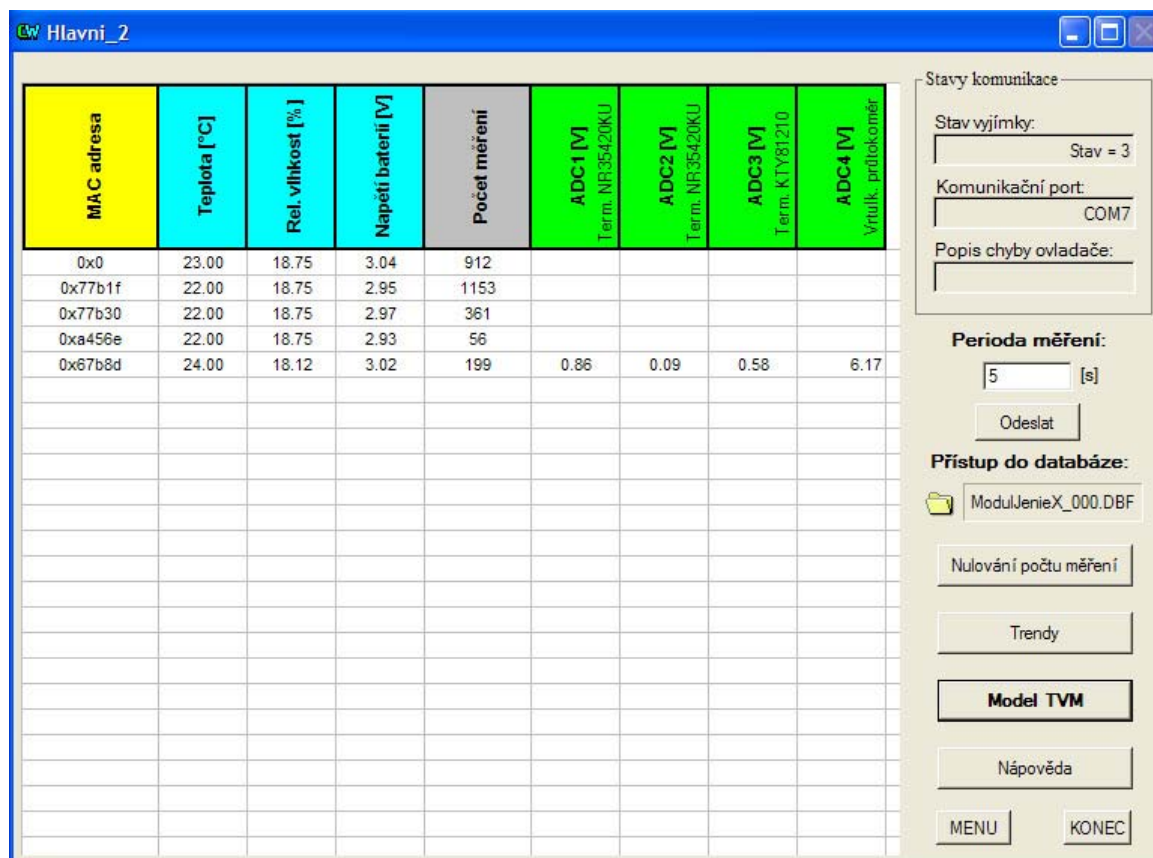 Hlavni_2
MAC adresa
Teplota [°C]
Rel. vlhkost [%]
Napětí baterií [V]
Počet měření
ADC1 [V]
Term. NR35420KU
ADC2 [V]
Term. NR35420KU
ADC3 [V]
Term. KTY81210
ADC4 [V]
Vrtulk. průtokoměr
0x0 23.00 18.75 3.04 912
0x77b1f 22.00 18.75 2.95 1153
0x77b30 22.00 18.75 2.97 361
0xa456e 22.00 18.75 2.93 56
0x67b8d 24.00 18.12 3.02 199 0.86 0.09 0.58 6.17
Stavy komunikace
Stav vyjímky:
Stav = 3
Komunikační port:
COM7
Popis chyby ovladače:
Perioda měření:
5 [s]
Odeslat
Přístup do databáze:
ModulJenieX_000.DBF
Nulování počtu měření
Trendy
Model TVM
Nápověda
MENU KONEC